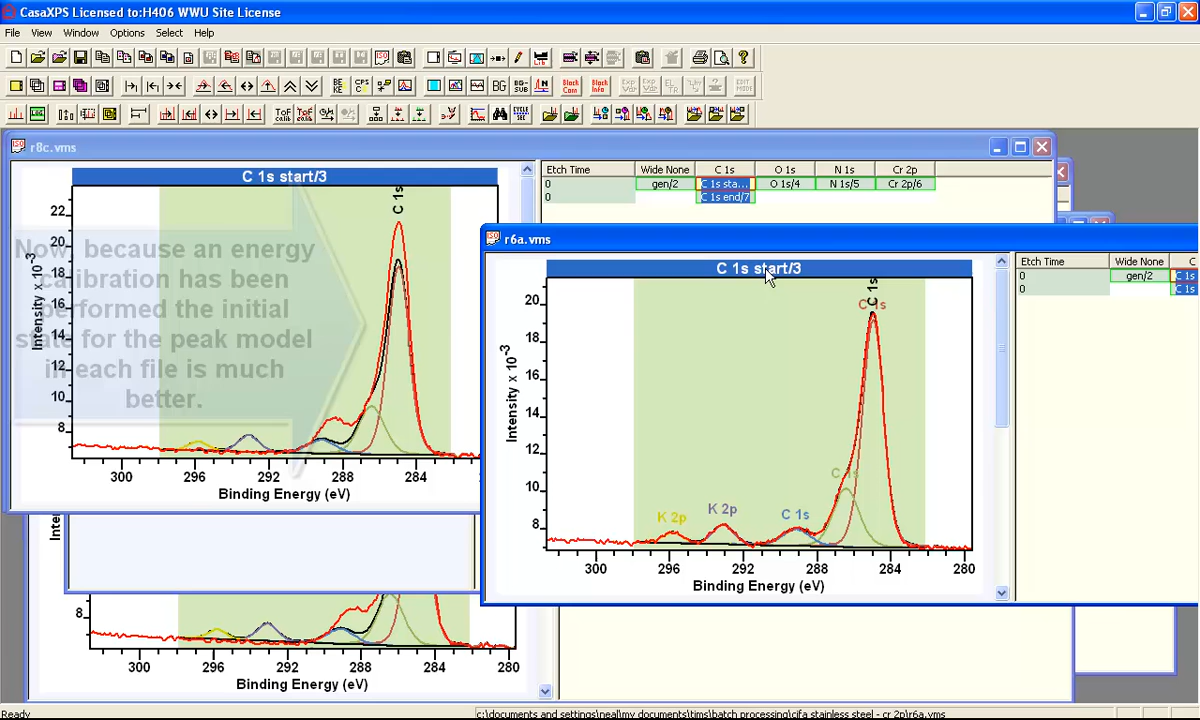 CasaXPS Licensed to:H406 WWU Site License
File View Window Options Select Help
r8c.vms
C 1s start/3
C 1s
22
20
18
16
14
12
10
8
Intensity x 10-3
300 296 292 288 284
Binding Energy (eV)
Etch Time Wide None C 1s O 1s N 1s Cr 2p
0 gen/2 C 1s sta... O 1s/4 N 1s/5 Cr 2p/6
0 C 1s end/7
Now, because an energy
calibration has been
performed the initial
state for the peak model
in each file is much
better.
r6a.vms
C 1s start/3
C 1s
C 1s
C 1s
C 1s
K 2p
K 2p
20
18
16
14
12
10
8
Intensity x 10-3
300 296 292 288 284 280
Binding Energy (eV)
Etch Time Wide None C
0 gen/2 C 1s
0 C 1s
8
300 296 292 288 284 280
Binding Energy (eV)
Ready c:\documents and settings\neal\my documents\tims\batch processing\cifa stainless steel - cr 2p\r6a.vms